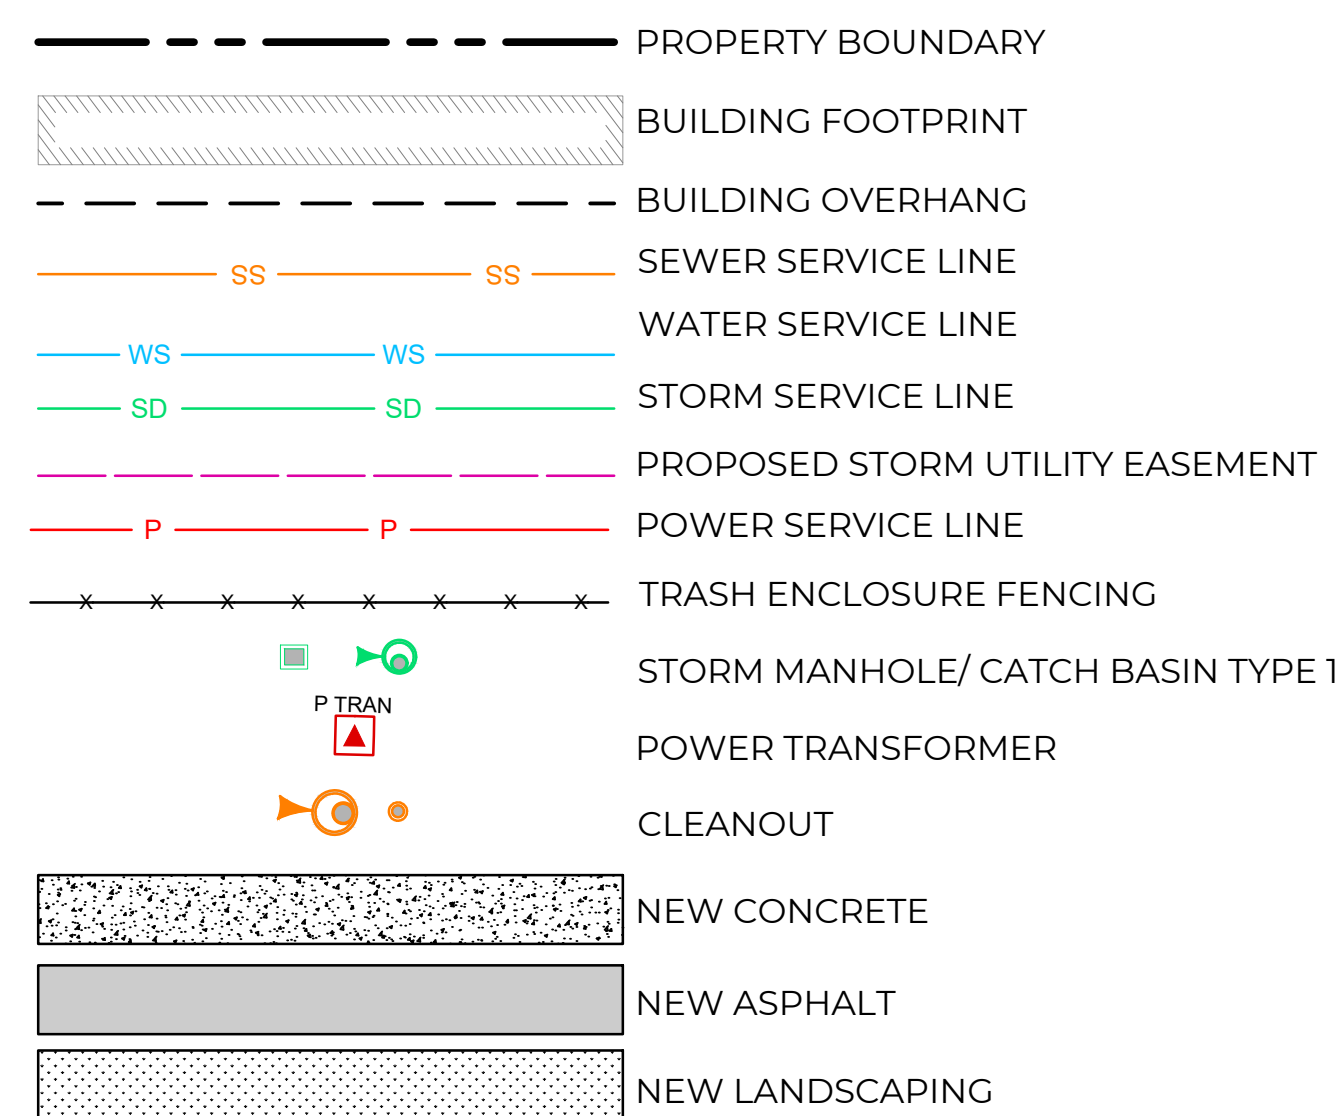 PROPERTY BOUNDARY
BUILDING FOOTPRINT
BUILDING OVERHANG
SS SS SEWER SERVICE LINE
WS WS WATER SERVICE LINE
SD SD STORM SERVICE LINE
PROPOSED STORM UTILITY EASEMENT
P P POWER SERVICE LINE
X X X X X X X X TRASH ENCLOSURE FENCING
STORM MANHOLE/ CATCH BASIN TYPE 1
P TRAN
POWER TRANSFORMER
CLEANOUT
NEW CONCRETE
NEW ASPHALT
NEW LANDSCAPING